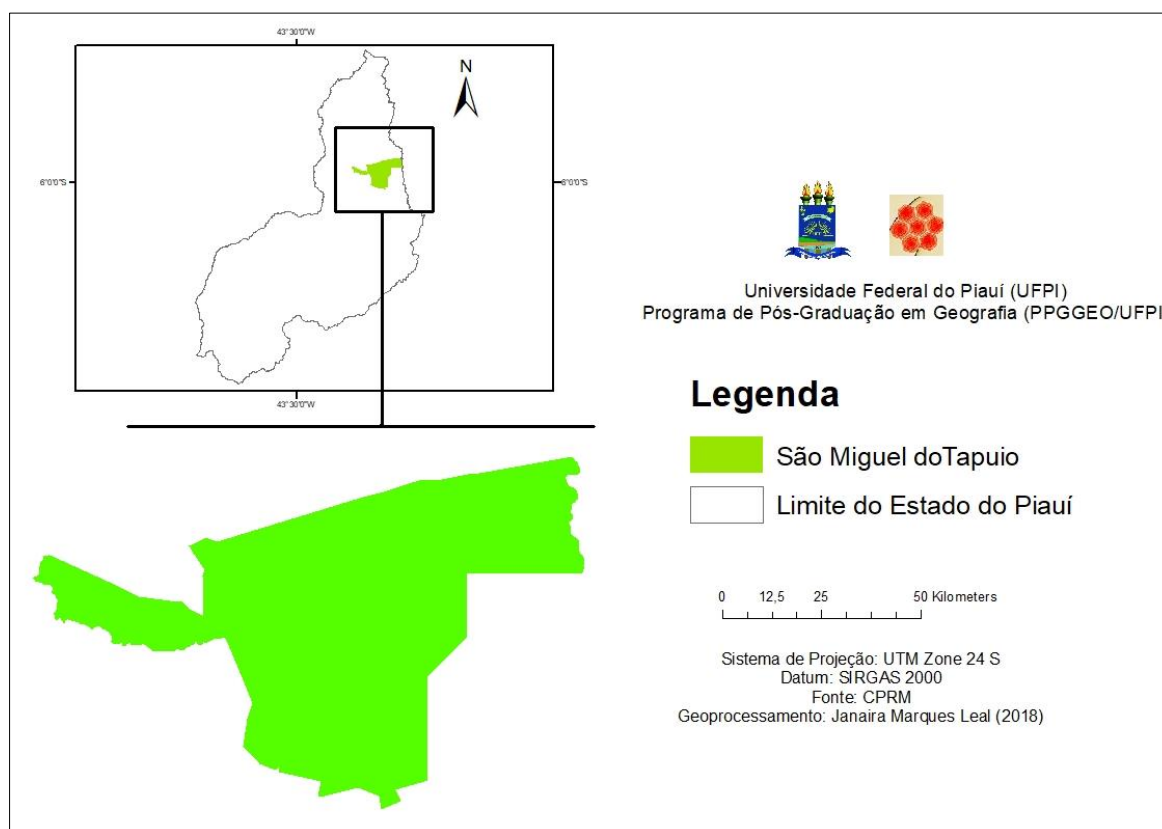 43°30'0"W
N
6°0'0"S
6°0'0"S
43°30'0"W
Universidade Federal do Piauí (UFPI)
Programa de Pós-Graduação em Geografia (PPGGEO/UFPI
Legenda
São Miguel doTapuio
Limite do Estado do Piauí
0 12,5 25 50 Kilometers
Sistema de Projeção: UTM Zone 24 S
Datum: SIRGAS 2000
Fonte: CPRM
Geoprocessamento: Janaira Marques Leal (2018)